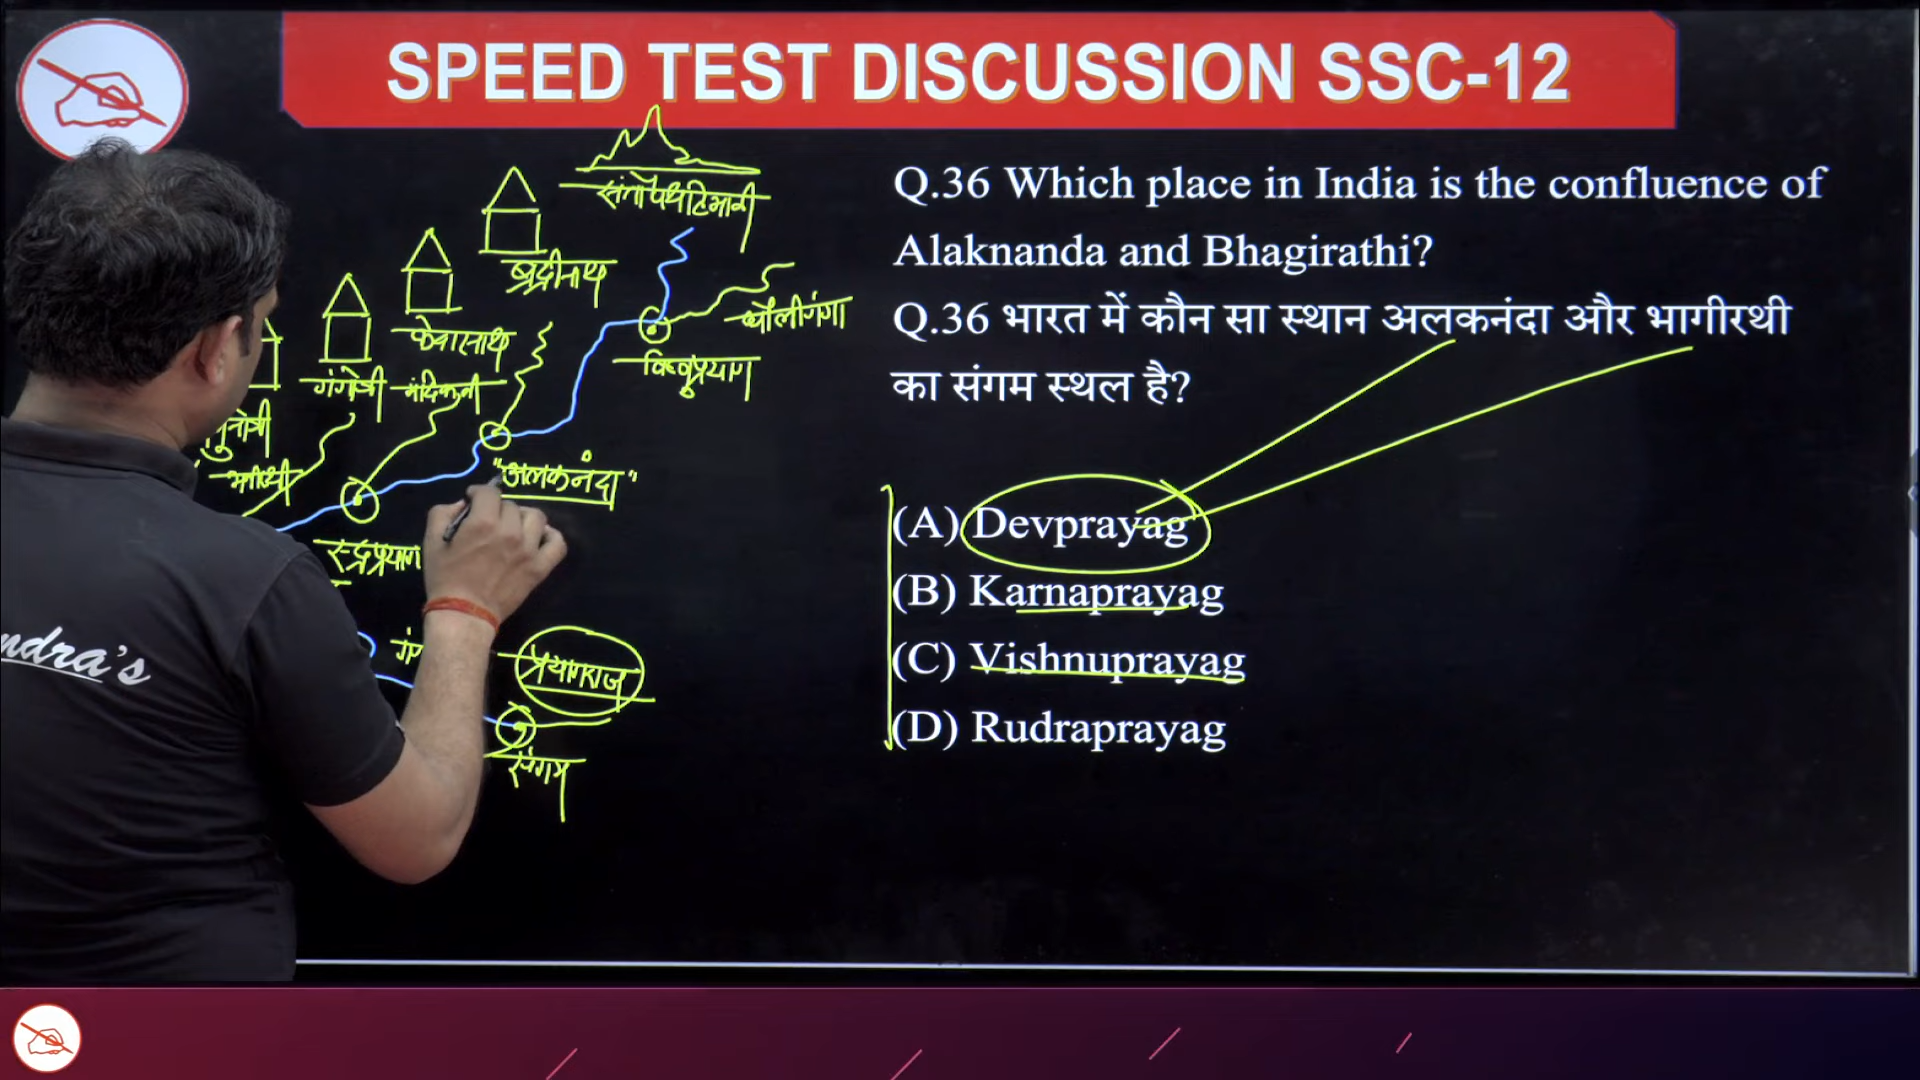 SPEED TEST DISCUSSION SSC-12
Q.36 Which place in India is the confluence of
Alaknanda and Bhagirathi?
Q.36 भारत में कौन सा स्थान अलकनंदा और भागीरथी
का संगम स्थल है?
(A) Devprayag
(B) Karnaprayag
(C) Vishnuprayag
(D) Rudraprayag
बद्रीनाथ
धौलीगंगा
विष्णुप्रयाग
गंगोत्री
"अलकनंदा"
रुद्रप्रयाग
प्रयागराज
संगम
ndra's